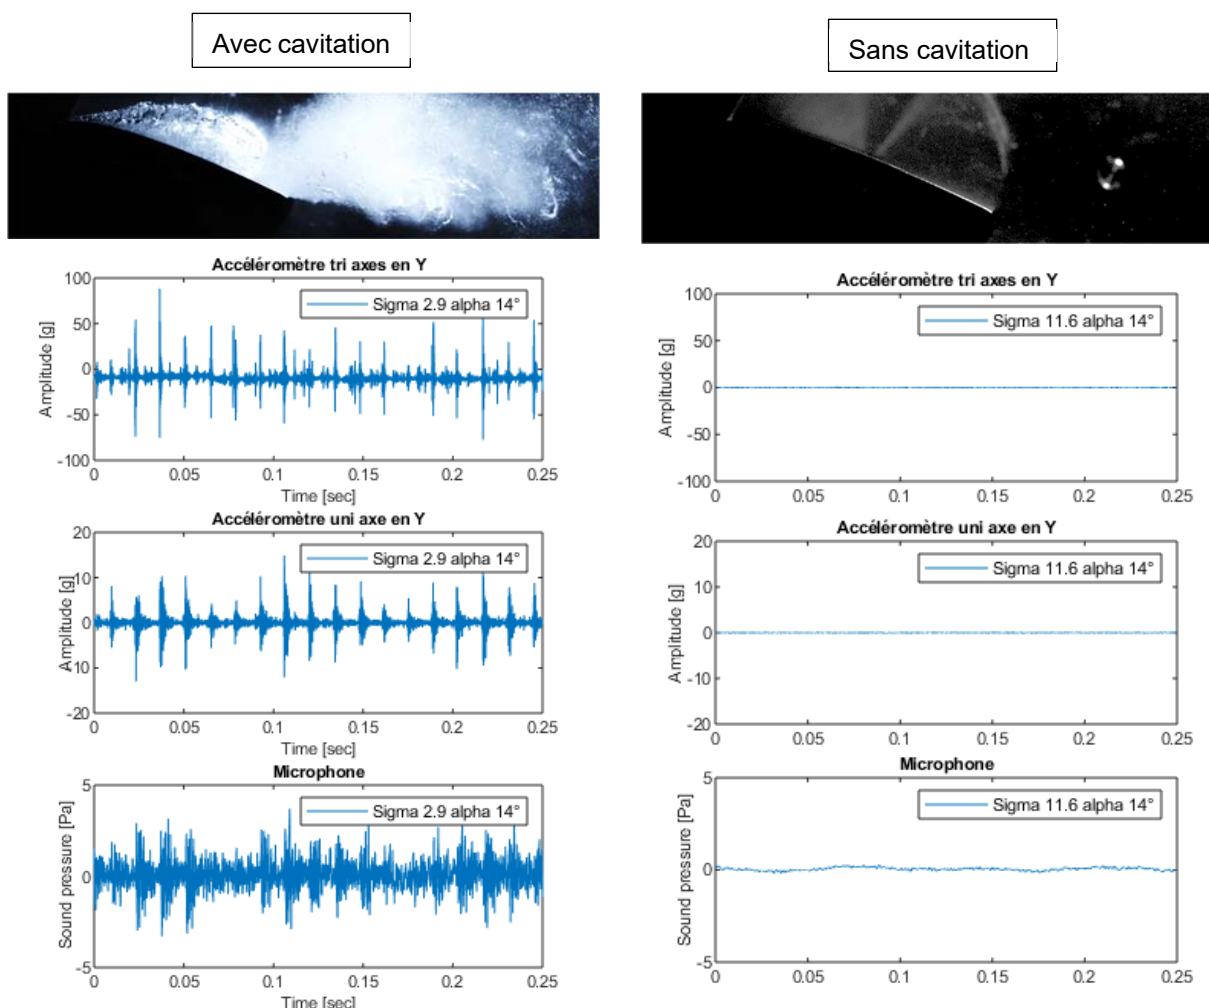 Avec cavitation
Sans cavitation
Accéléromètre tri axes en Y
Sigma 2.9 alpha 14°
Amplitude [g]
100
50
0
-50
-100
0
0.05
0.1
0.15
0.2
0.25
Time [sec]
Accéléromètre uni axe en Y
Sigma 2.9 alpha 14°
Amplitude [g]
20
10
0
-10
-20
0
0.05
0.1
0.15
0.2
0.25
Time [sec]
Microphone
Sigma 2.9 alpha 14°
Sound pressure [Pa]
5
0
-5
0
0.05
0.1
0.15
0.2
0.25
Time [sec]
Accéléromètre tri axes en Y
Sigma 11.6 alpha 14°
Amplitude [g]
100
50
0
-50
-100
0
0.05
0.1
0.15
0.2
0.25
Accéléromètre uni axe en Y
Sigma 11.6 alpha 14°
Amplitude [g]
20
10
0
-10
-20
0
0.05
0.1
0.15
0.2
0.25
Microphone
Sigma 11.6 alpha 14°
Sound pressure [Pa]
5
0
-5
0
0.05
0.1
0.15
0.2
0.25